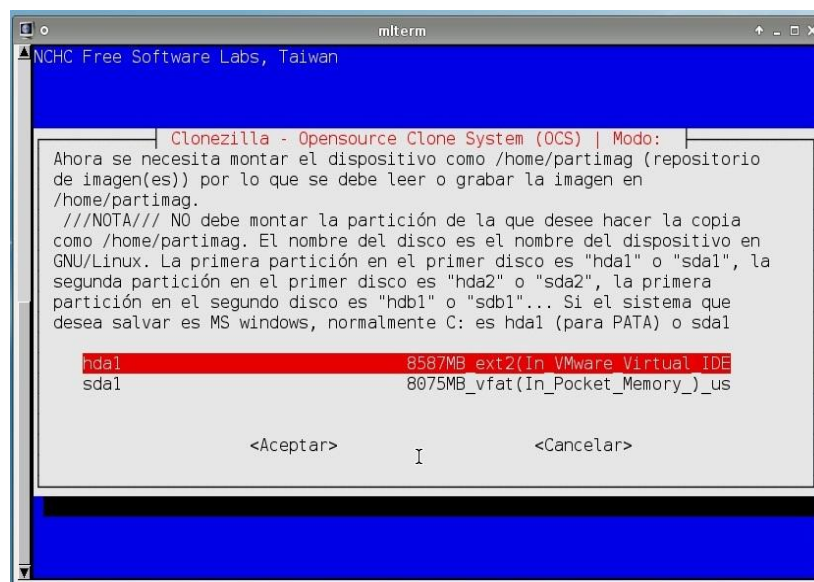 mlterm
NCHC Free Software Labs, Taiwan
Clonezilla - Opensource Clone System (OCS) | Modo:
Ahora se necesita montar el dispositivo como /home/partimag (repositorio
de imagen(es)) por lo que se debe leer o grabar la imagen en
/home/partimag.
///NOTA/// NO debe montar la partición de la que desee hacer la copia
como /home/partimag. El nombre del disco es el nombre del dispositivo en
GNU/Linux. La primera partición en el primer disco es "hda1" o "sda1", la
segunda partición en el primer disco es "hda2" o "sda2", la primera
partición en el segundo disco es "hdb1" o "sdb1"... Si el sistema que
desea salvar es MS windows, normalmente C: es hda1 (para PATA) o sda1
hda1 8587MB_ext2(In_VMware_Virtual_IDE
sda1 8075MB_vfat(In_Pocket_Memory_)_us
<Aceptar> <Cancelar>